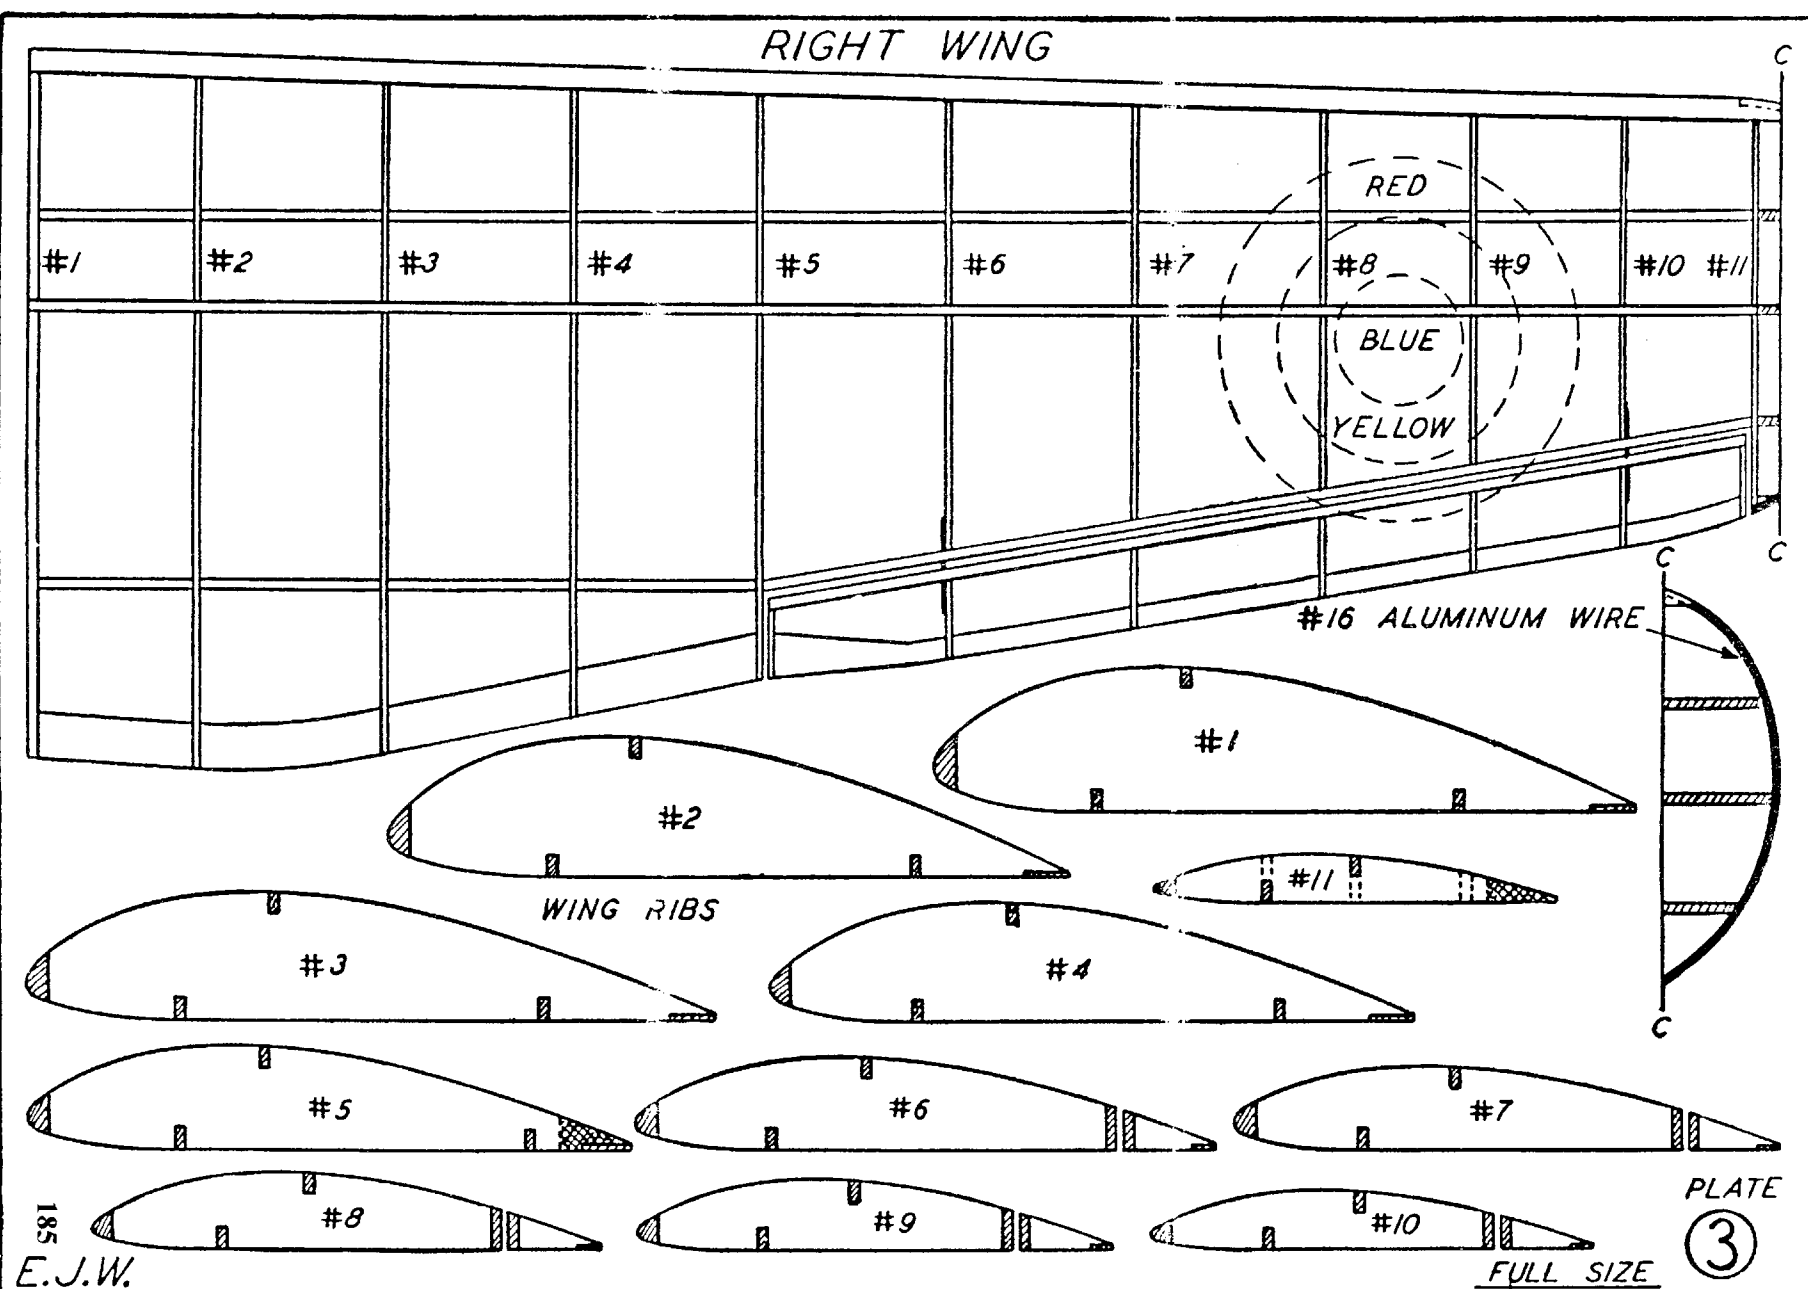 RIGHT WING
C
RED
#1 #2 #3 #4 #5 #6 #7 #8 #9 #10 #11
BLUE
YELLOW
C
C
#16 ALUMINUM WIRE
#1
#2
#11
WING RIBS
#3
#4
C
#5
#6
#7
#8
#9
#10
PLATE
3
185
E.J.W.
FULL SIZE